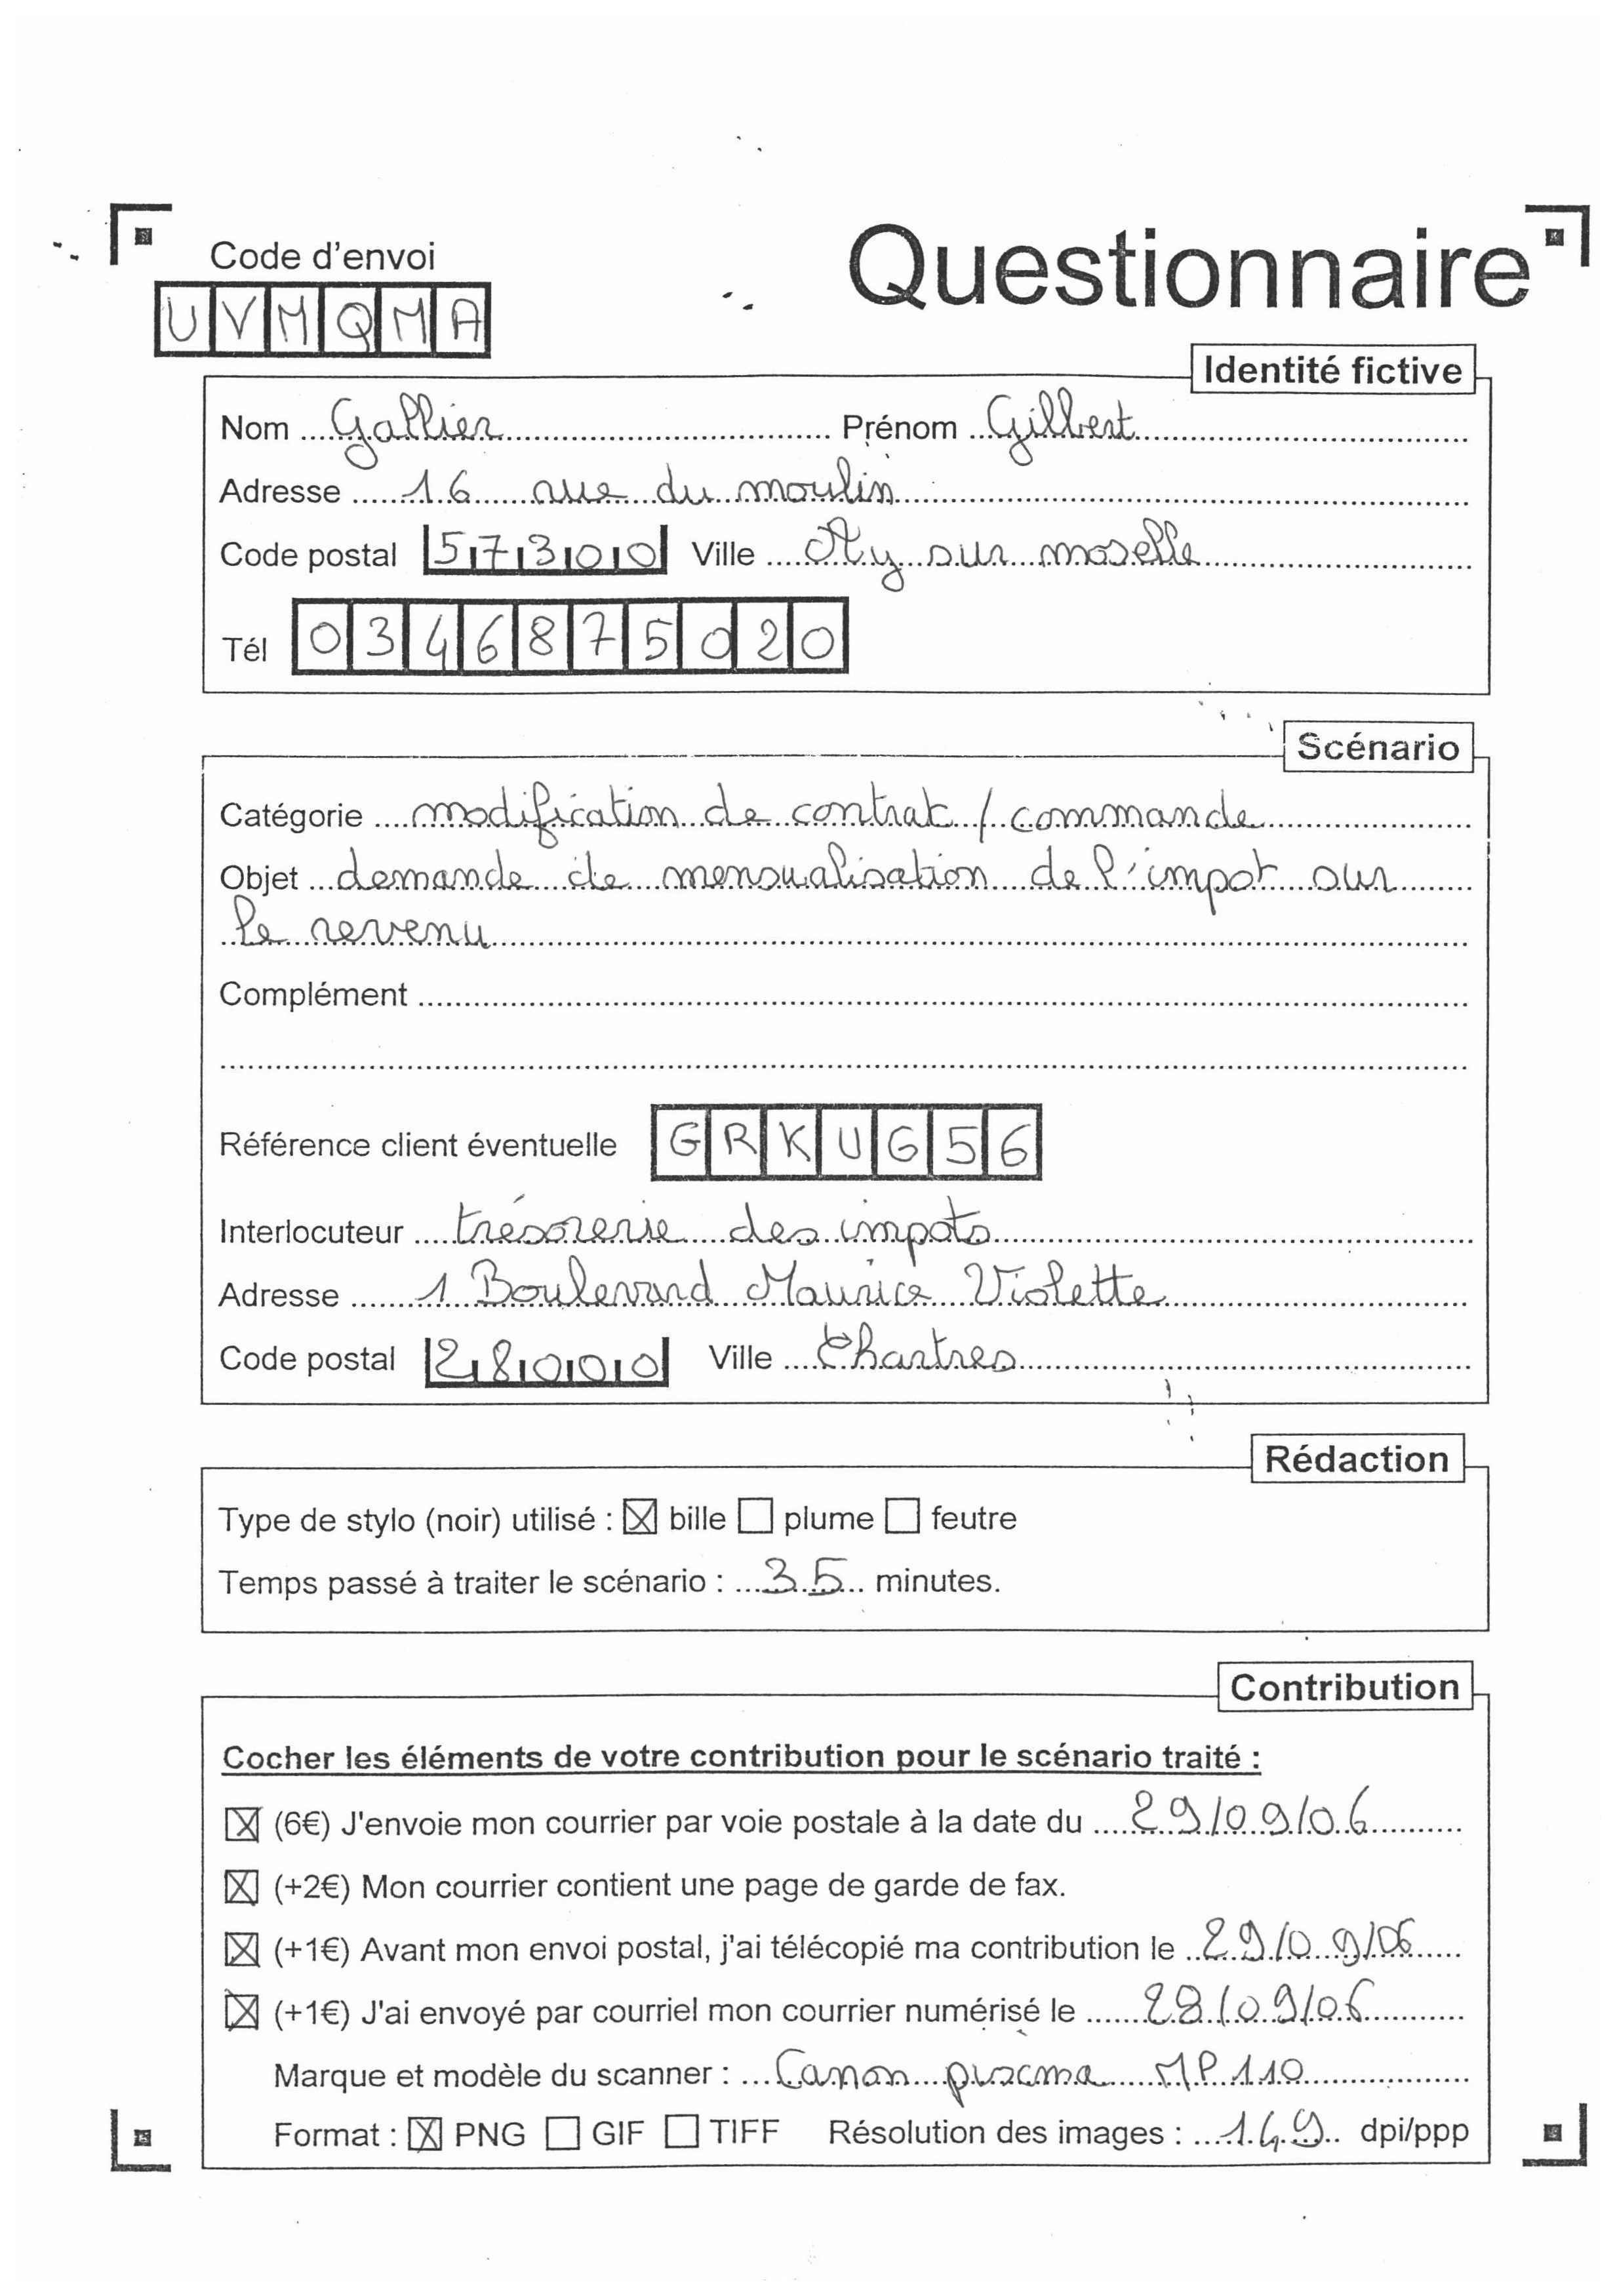 Code d'envoi
Questionnaire
UVMQMA
Identité fictive
Nom Gallier Prénom Gilbert
Adresse 16 rue du moulin
Code postal 57300 Ville Ay sur moselle
Tél 0346875020
Scénario
Catégorie modification de contrat / commande
Objet demande de mensualisation de l'impot sur
le revenu
Complément
Référence client éventuelle GRKUG56
Interlocuteur trésorerie des impots
Adresse 1 Boulevard Maurice Violette
Code postal 28000 Ville Chartres
Rédaction
Type de stylo (noir) utilisé : ☒ bille ☐ plume ☐ feutre
Temps passé à traiter le scénario : 35 minutes.
Contribution
Cocher les éléments de votre contribution pour le scénario traité :
☒ (6€) J'envoie mon courrier par voie postale à la date du 29/09/06
☒ (+2€) Mon courrier contient une page de garde de fax.
☒ (+1€) Avant mon envoi postal, j'ai télécopié ma contribution le 29/09/06
☒ (+1€) J'ai envoyé par courriel mon courrier numérisé le 28/09/06
Marque et modèle du scanner : Canon pixma MP 110
Format : ☒ PNG ☐ GIF ☐ TIFF Résolution des images : 149 dpi/ppp